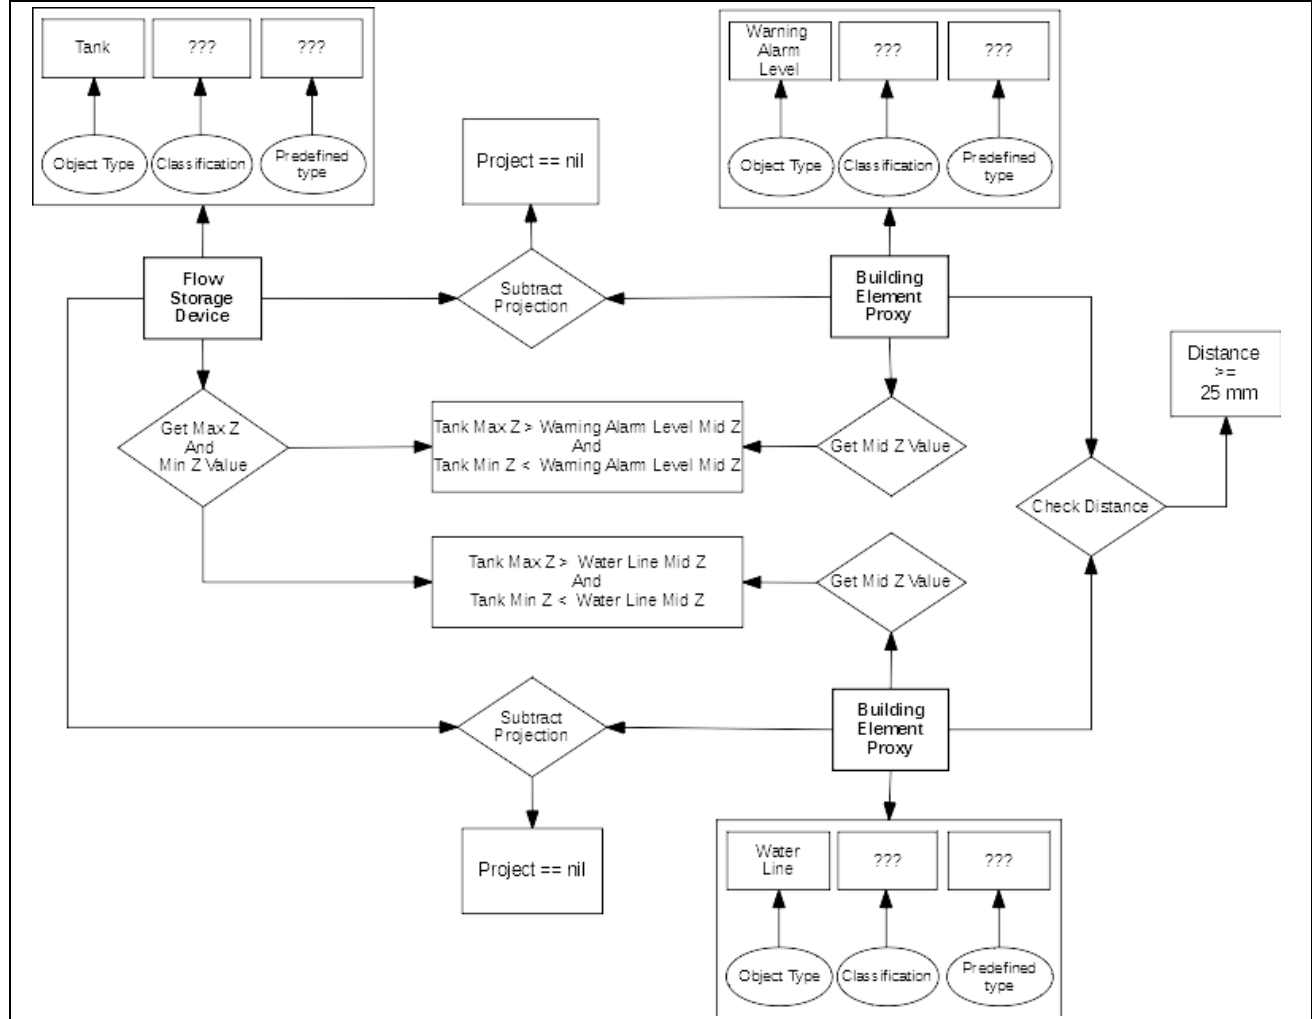 Tank
???
???
Object Type
Classification
Predefined
type
Warning
Alarm
Level
???
???
Object Type
Classification
Predefined
type
Project == nil
Flow
Storage
Device
Subtract
Projection
Building
Element
Proxy
Distance
>=
25 mm
Get Max Z
And
Min Z Value
Tank Max Z > Warning Alarm Level Mid Z
And
Tank Min Z < Warning Alarm Level Mid Z
Get Mid Z Value
Check Distance
Tank Max Z > Water Line Mid Z
And
Tank Min Z < Water Line Mid Z
Get Mid Z Value
Subtract
Projection
Building
Element
Proxy
Project == nil
Water
Line
???
???
Object Type
Classification
Predefined
type